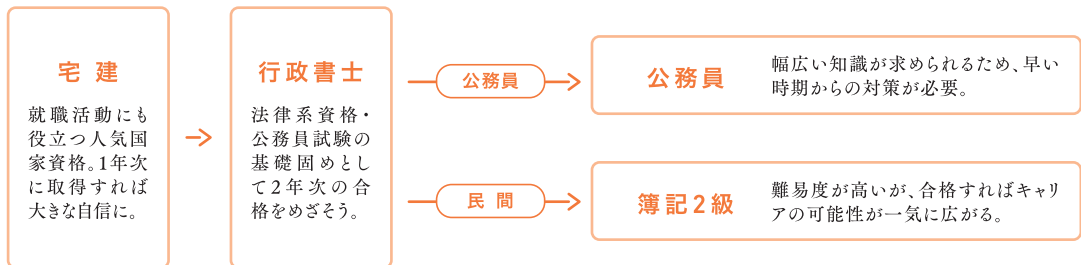 宅建
就職活動にも
役立つ人気国
家資格。1年次
に取得すれば
大きな自信に。
行政書士
法律系資格・
公務員試験の
基礎固めとし
て2年次の合
格をめざそう。
公務員
公務員
幅広い知識が求められるため、早い
時期からの対策が必要。
民間
簿記2級
難易度が高いが、合格すればキャリ
アの可能性が一気に広がる。